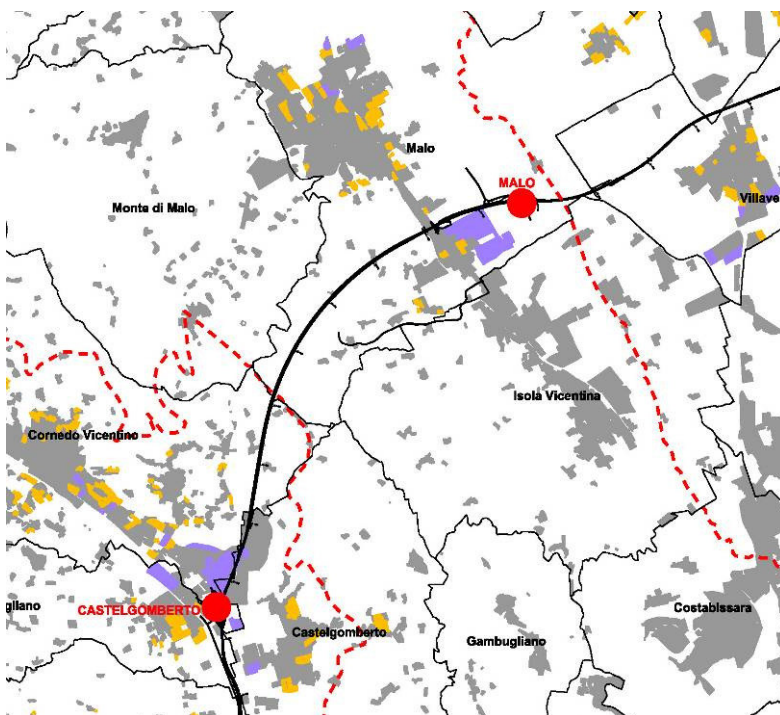 Malo
MALO
Monte di Malo
Villave
Isola Vicentina
Cornedo Vicentino
gliano
CASTELGOMBERTO
Castelgomberto
Gambugliano
Costabissara